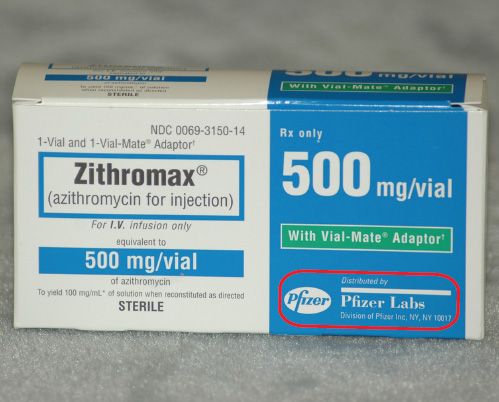 500 mg/vial
To yield 100 mg/mL* of solution
when reconstituted as directed
STERILE
500 mg/vial
With Vial-Mate® Adaptor†
NDC 0069-3150-14
1-Vial and 1-Vial-Mate® Adaptor†
Zithromax®
(azithromycin for injection)
For I.V. infusion only
equivalent to
500 mg/vial
of azithromycin
To yield 100 mg/mL* of solution when reconstituted as directed
STERILE
Rx only
500 mg/vial
With Vial-Mate® Adaptor†
Pfizer
Distributed by
Pfizer Labs
Division of Pfizer Inc, NY, NY 10017